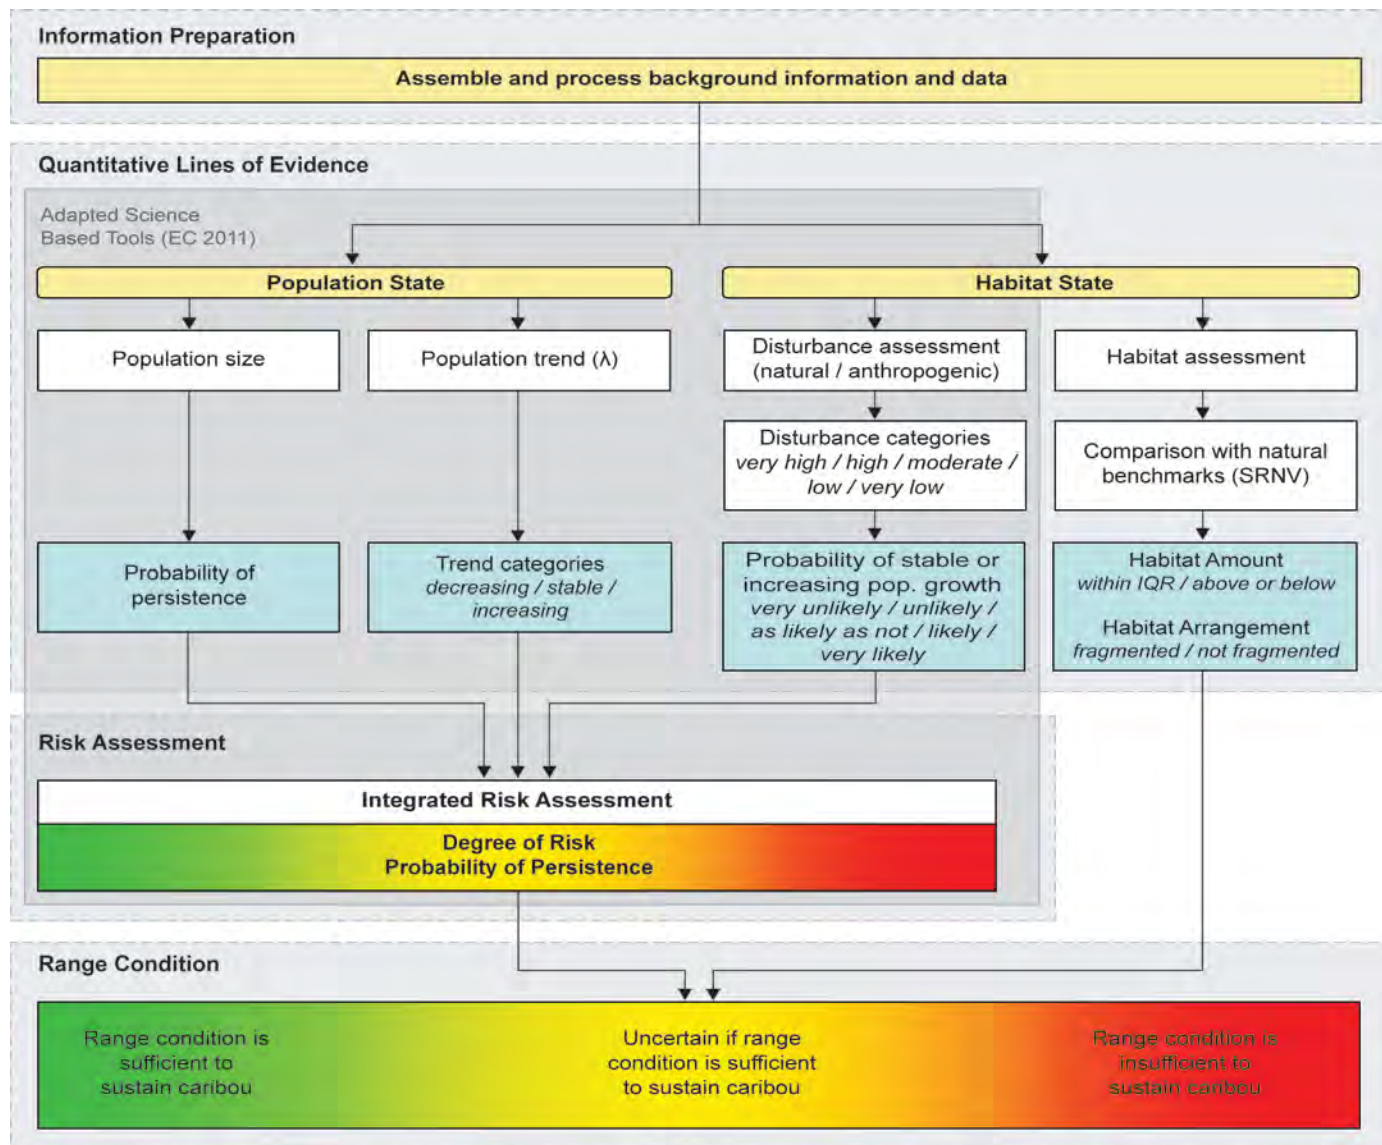 Information Preparation
Assemble and process background information and data
Quantitative Lines of Evidence
Adapted Science
Based Tools (EC 2011)
Population State
Habitat State
Population size
Population trend (λ)
Disturbance assessment
(natural / anthropogenic)
Habitat assessment
Disturbance categories
very high / high / moderate /
low / very low
Comparison with natural
benchmarks (SRNV)
Probability of
persistence
Trend categories
decreasing / stable /
increasing
Probability of stable or
increasing pop. growth
very unlikely / unlikely /
as likely as not / likely /
very likely
Habitat Amount
within IQR / above or below
Habitat Arrangement
fragmented / not fragmented
Risk Assessment
Integrated Risk Assessment
Degree of Risk
Probability of Persistence
Range Condition
Range condition is
sufficient to
sustain caribou
Uncertain if range
condition is sufficient
to sustain caribou
Range condition is
insufficient to
sustain caribou